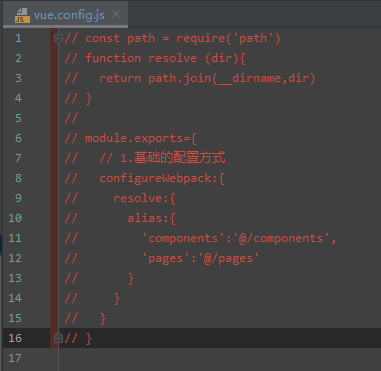 vue.config.js
1 // const path = require('path')
2 // function resolve (dir){
3 //   return path.join(__dirname,dir)
4 // }
5 //
6 // module.exports={
7 //   // 1.基础的配置方式
8 //   configureWebpack:{
9 //     resolve:{
10 //       alias:{
11 //         'components':'@/components',
12 //         'pages':'@/pages'
13 //       }
14 //     }
15 //   }
16 // }
17